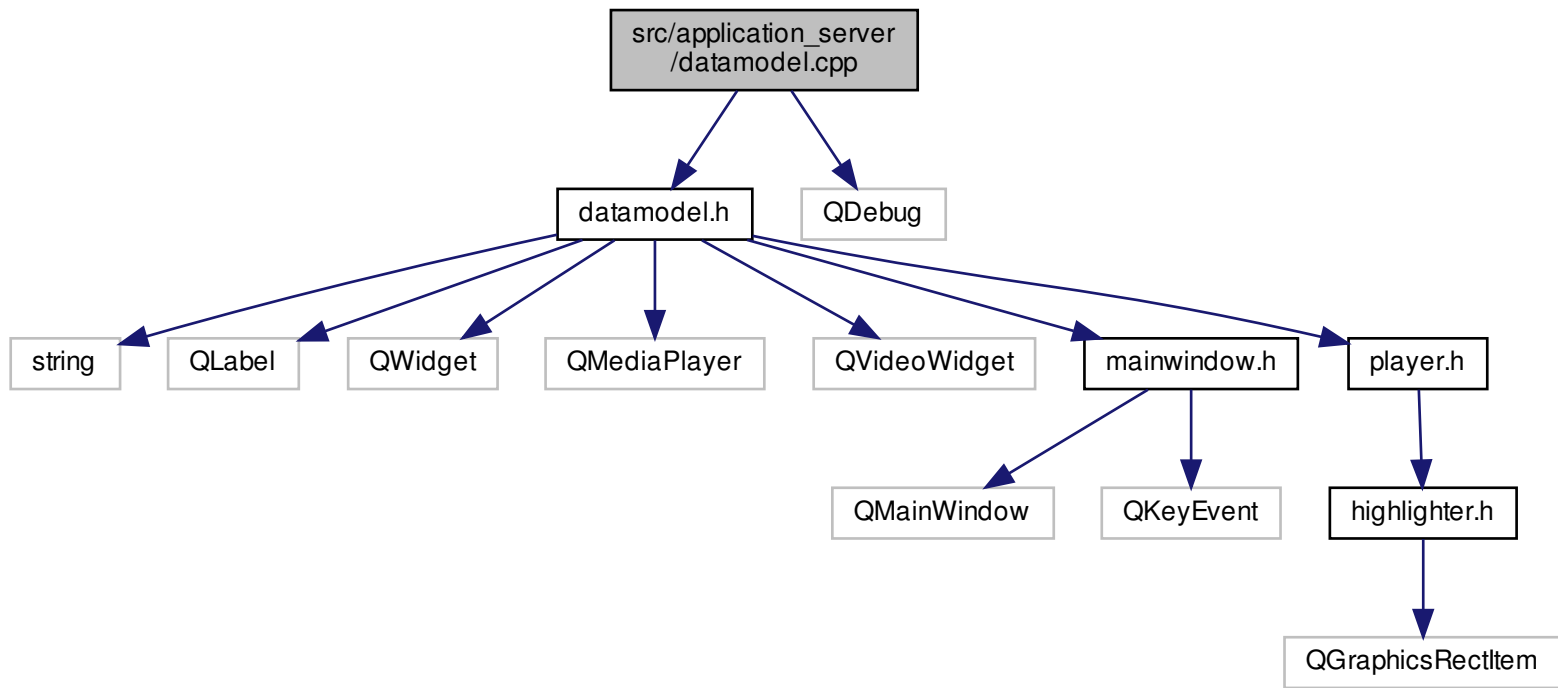 src/application_server
/datamodel.cpp
datamodel.h
QDebug
string
QLabel
QWidget
QMediaPlayer
QVideoWidget
mainwindow.h
player.h
QMainWindow
QKeyEvent
highlighter.h
QGraphicsRectItem